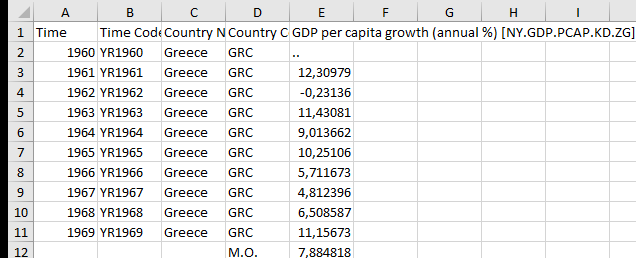 A B C D E F G H I
1 Time Time Code Country N Country C GDP per capita growth (annual %) [NY.GDP.PCAP.KD.ZG]
2 1960 YR1960 Greece GRC ..
3 1961 YR1961 Greece GRC 12,30979
4 1962 YR1962 Greece GRC -0,23136
5 1963 YR1963 Greece GRC 11,43081
6 1964 YR1964 Greece GRC 9,013662
7 1965 YR1965 Greece GRC 10,25106
8 1966 YR1966 Greece GRC 5,711673
9 1967 YR1967 Greece GRC 4,812396
10 1968 YR1968 Greece GRC 6,508587
11 1969 YR1969 Greece GRC 11,15673
12 M.O. 7,884818